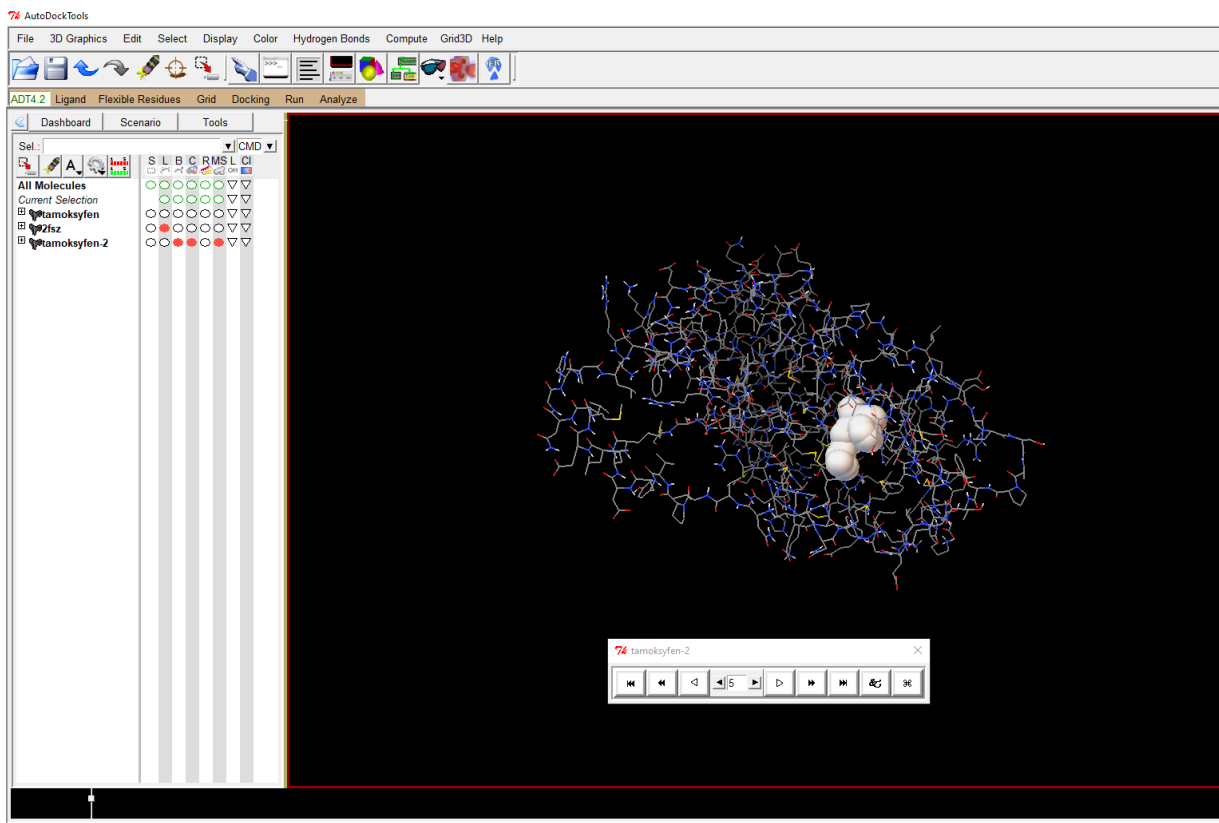 AutoDockTools
File 3D Graphics Edit Select Display Color Hydrogen Bonds Compute Grid3D Help
ADT4.2 Ligand Flexible Residues Grid Docking Run Analyze
Dashboard Scenario Tools
Sel.: CMD
S L B C R MS L Cl
All Molecules
Current Selection
tamoksyfen
2fsz
tamoksyfen-2
tamoksyfen-2
5